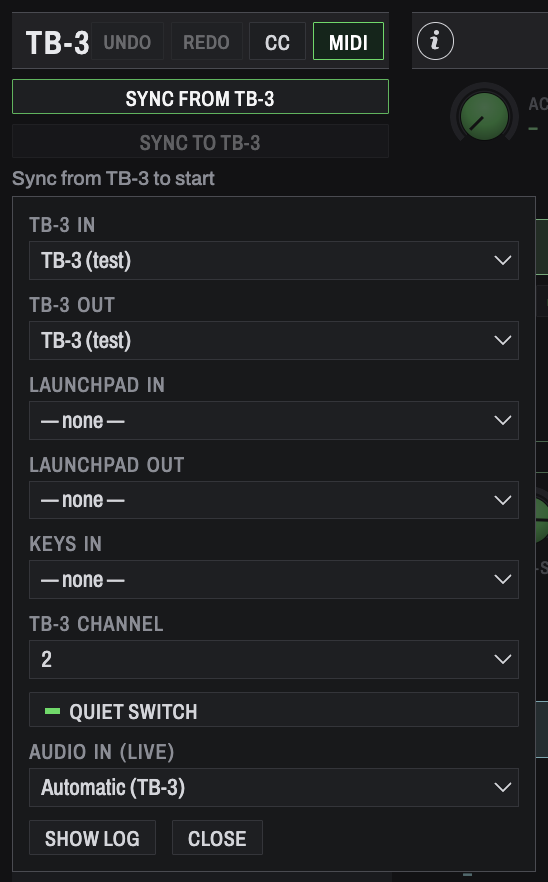 TB-3 UNDO REDO CC MIDI i
SYNC FROM TB-3
SYNC TO TB-3
Sync from TB-3 to start
TB-3 IN
TB-3 (test)
TB-3 OUT
TB-3 (test)
LAUNCHPAD IN
— none —
LAUNCHPAD OUT
— none —
KEYS IN
— none —
TB-3 CHANNEL
2
QUIET SWITCH
AUDIO IN (LIVE)
Automatic (TB-3)
SHOW LOG CLOSE